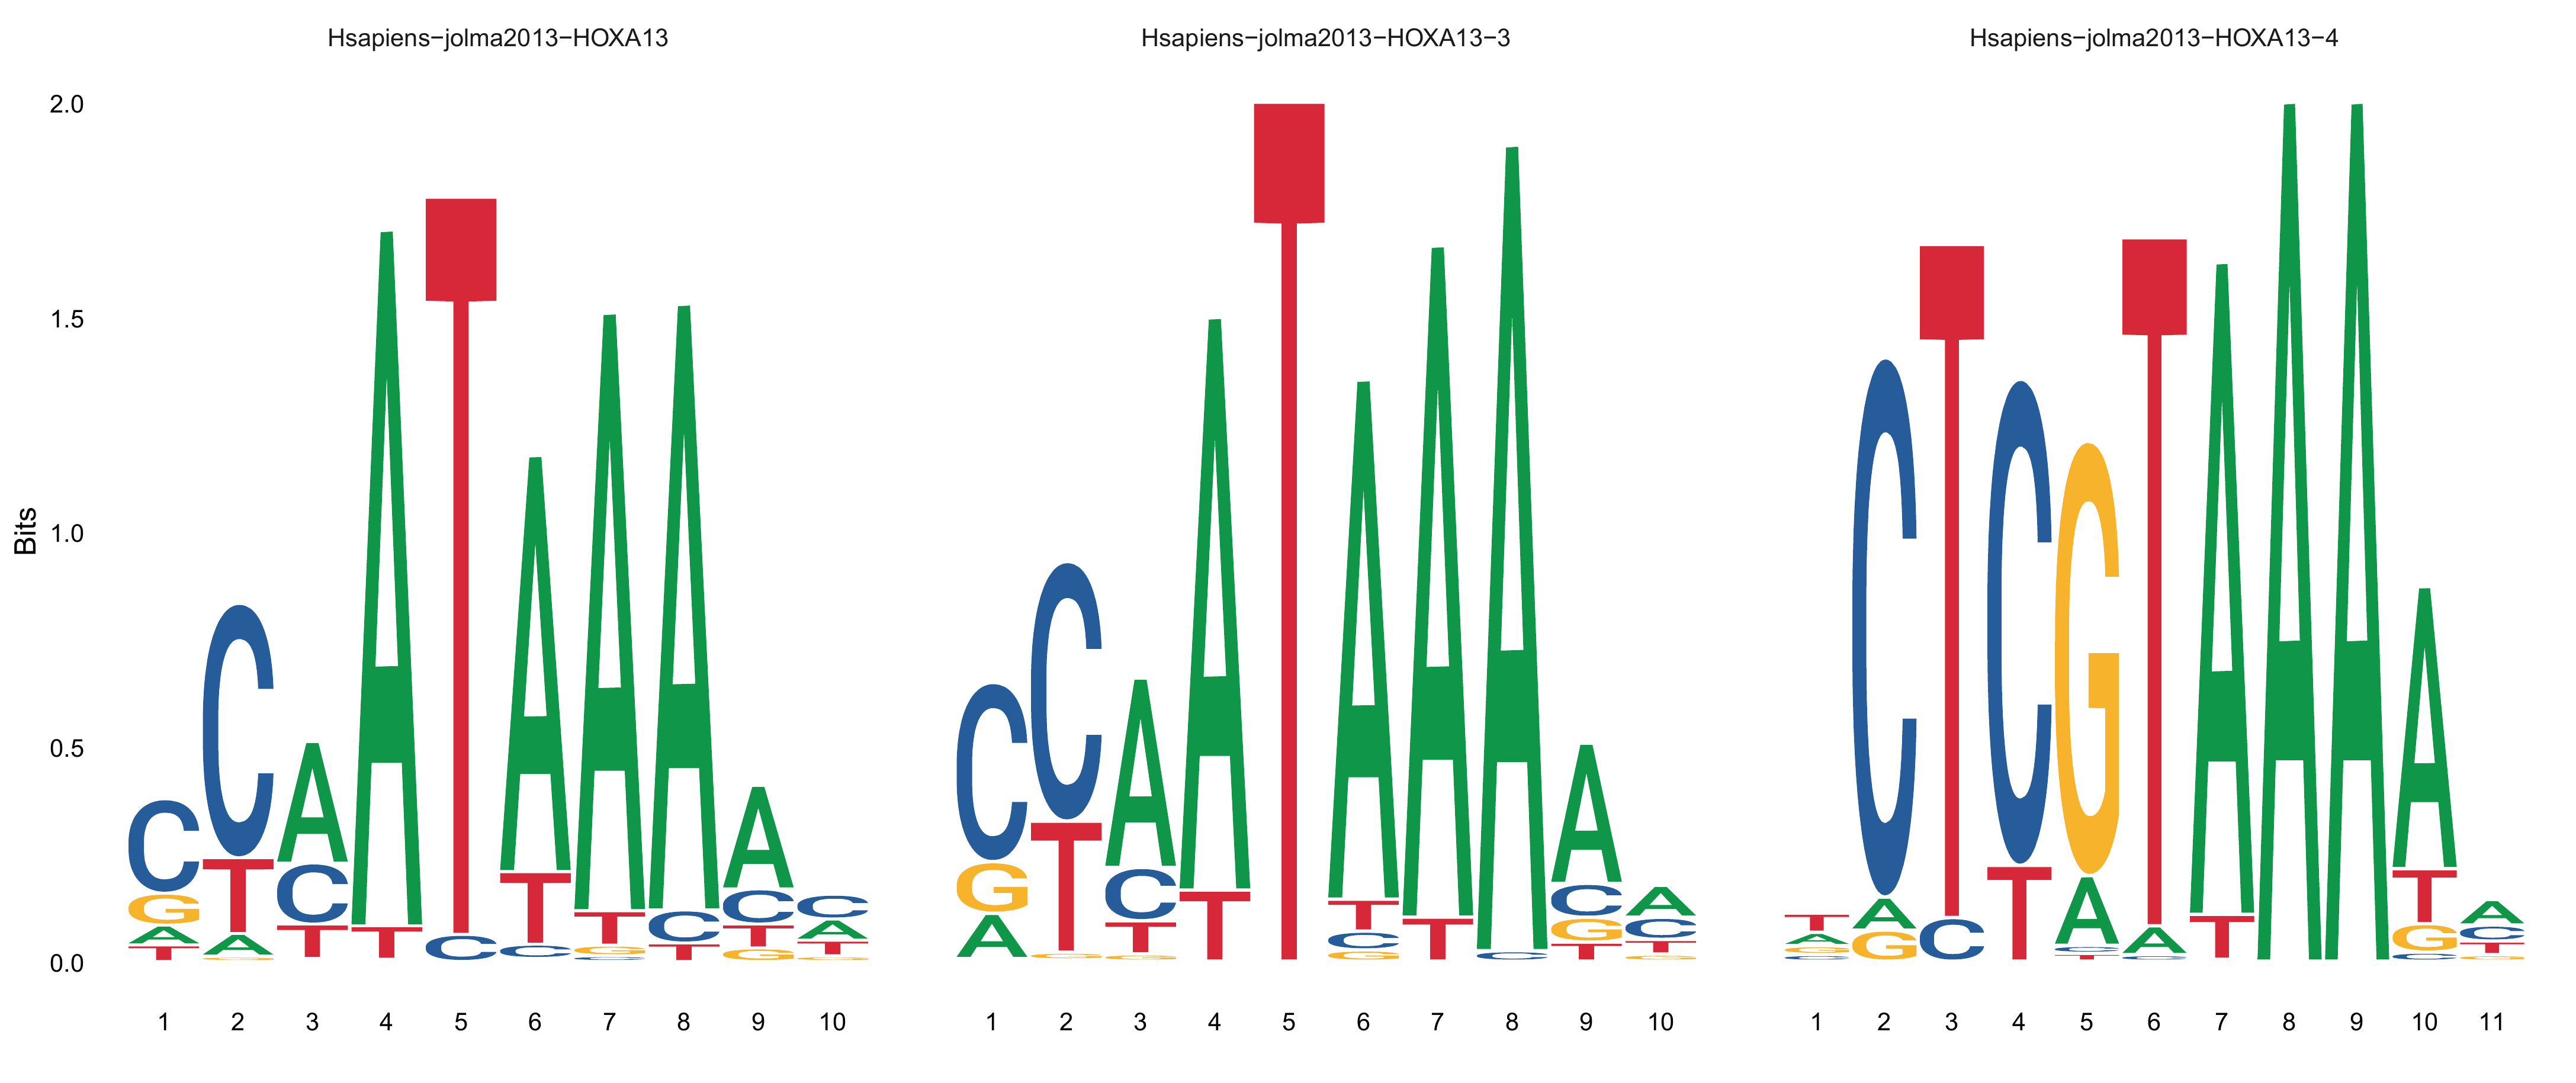 Hsapiens−jolma2013−HOXA13 Hsapiens−jolma2013−HOXA13−3 Hsapiens−jolma2013−HOXA13−4
2.0
1.5
1.0
0.5
0.0
Bits
C G A T
C T A G
A C T
A T
T C
A T C
A T G C
A C T
A C T G
C A T G
C G A
C T G
A C T G
A T
T
A T C G
A T
A C
A C G T
A C T G
T A G C
C A G
T C
C T
G A C T
T A C
A T
A
A
A T G C
A C T G
1 2 3 4 5 6 7 8 9 10 1 2 3 4 5 6 7 8 9 10 1 2 3 4 5 6 7 8 9 10 11